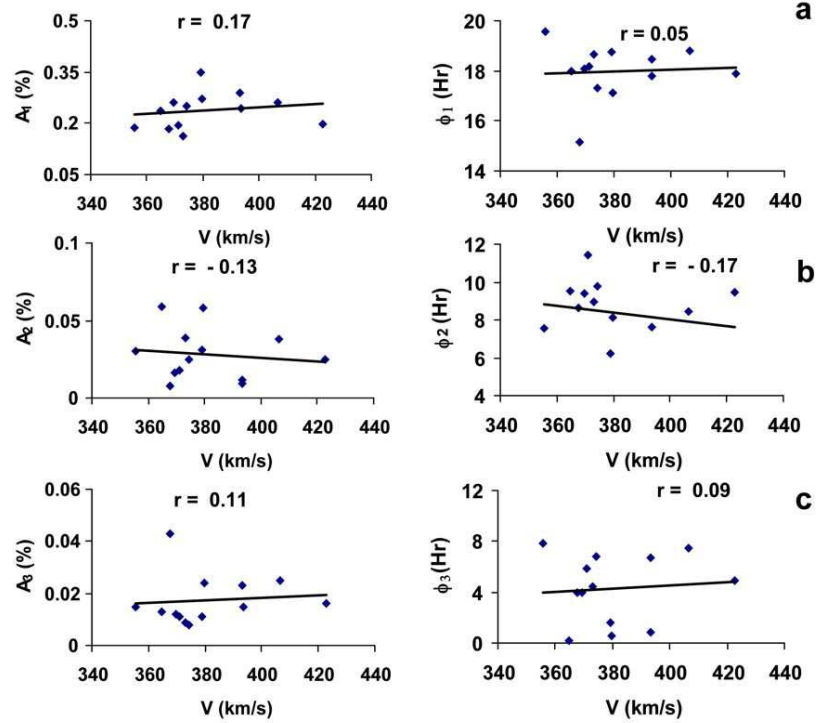 a
r = 0.17
0.5
0.35
0.2
0.05
A1 (%)
340 360 380 400 420 440
V (km/s)
r = 0.05
20
18
16
14
ϕ1 (Hr)
340 360 380 400 420 440
V (km/s)
b
r = - 0.13
0.1
0.05
0
A2 (%)
340 360 380 400 420 440
V (km/s)
r = - 0.17
12
10
8
6
4
ϕ2 (Hr)
340 360 380 400 420 440
V (km/s)
c
r = 0.11
0.06
0.04
0.02
0
A3 (%)
340 360 380 400 420 440
V (km/s)
r = 0.09
12
8
4
0
ϕ3 (Hr)
340 360 380 400 420 440
V (km/s)